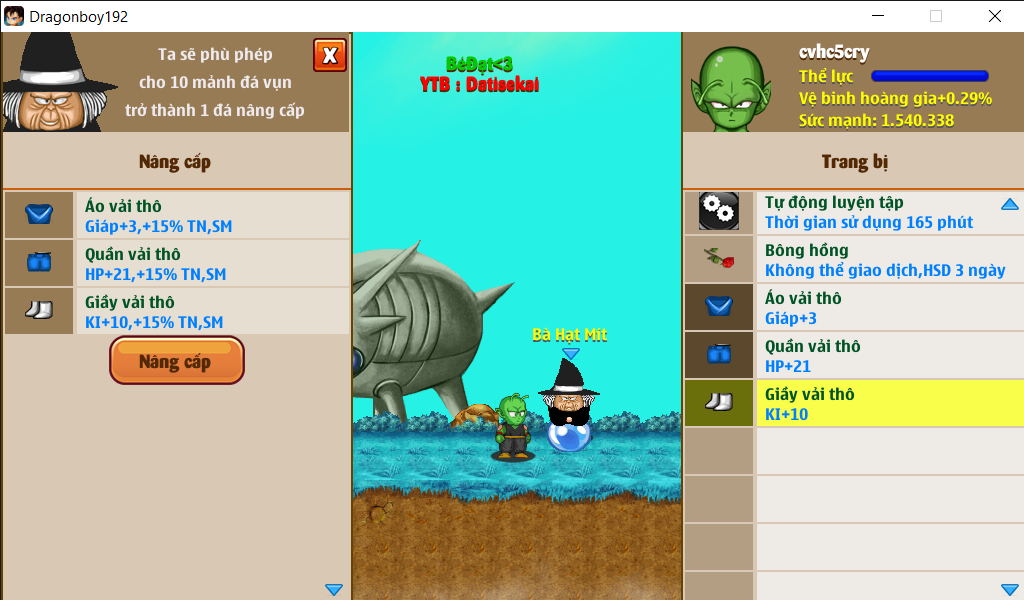 Dragonboy192
Ta sẽ phù phép
cho 10 mảnh đá vụn
trở thành 1 đá nâng cấp
X
Nâng cấp
Áo vải thô
Giáp+3,+15% TN,SM
Quần vải thô
HP+21,+15% TN,SM
Giầy vải thô
KI+10,+15% TN,SM
Nâng cấp
BéĐạt<3
YTB : Datisekai
Bà Hạt Mít
cvhc5cry
Thể lực
Vệ binh hoàng gia+0.29%
Sức mạnh: 1.540.338
Trang bị
Tự động luyện tập
Thời gian sử dụng 165 phút
Bông hồng
Không thể giao dịch,HSD 3 ngày
Áo vải thô
Giáp+3
Quần vải thô
HP+21
Giầy vải thô
KI+10